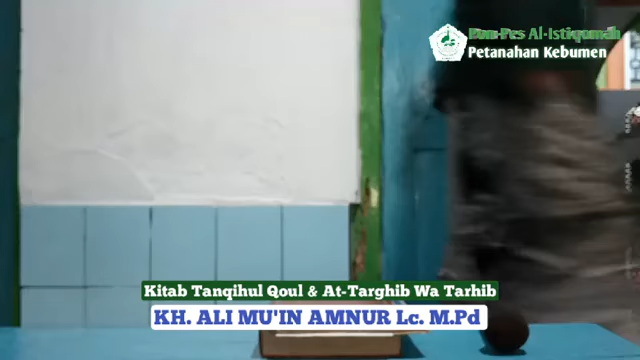 Pon-Pes Al-Istiqomah
Petanahan Kebumen
Kitab Tanqihul Qoul & At-Targhib Wa Tarhib
KH. ALI MU'IN AMNUR Lc. M.Pd